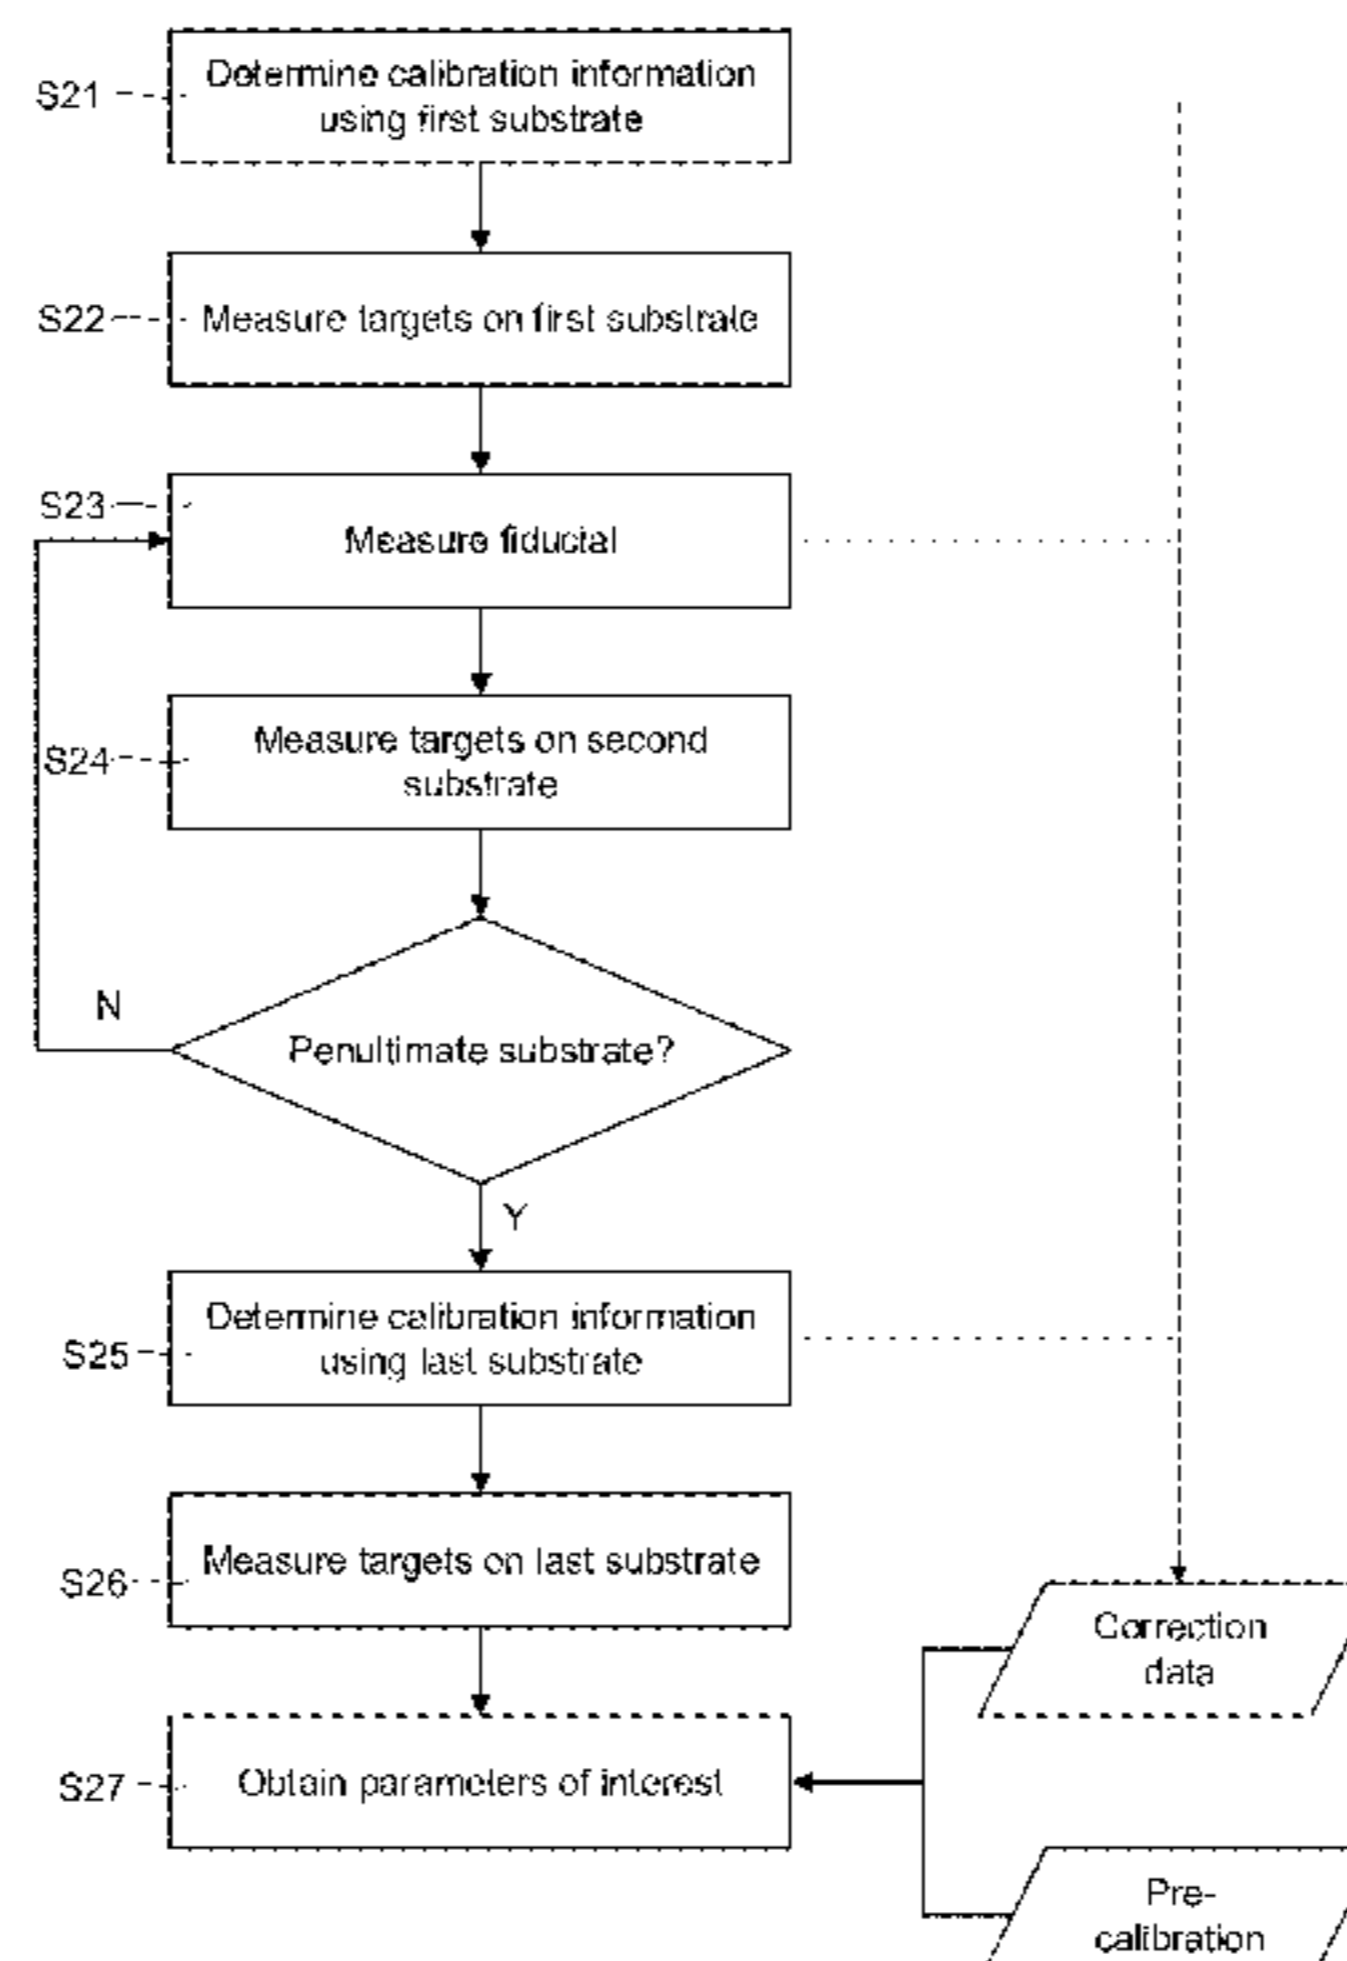 S21
Determine calibration information
using first substrate
S22
Measure targets on first substrate
S23
Measure fiducial
S24
Measure targets on second
substrate
N
Penultimate substrate?
Y
S25
Determine calibration information
using last substrate
S26
Measure targets on last substrate
Correction
data
S27
Obtain parameters of interest
Pre-
calibration